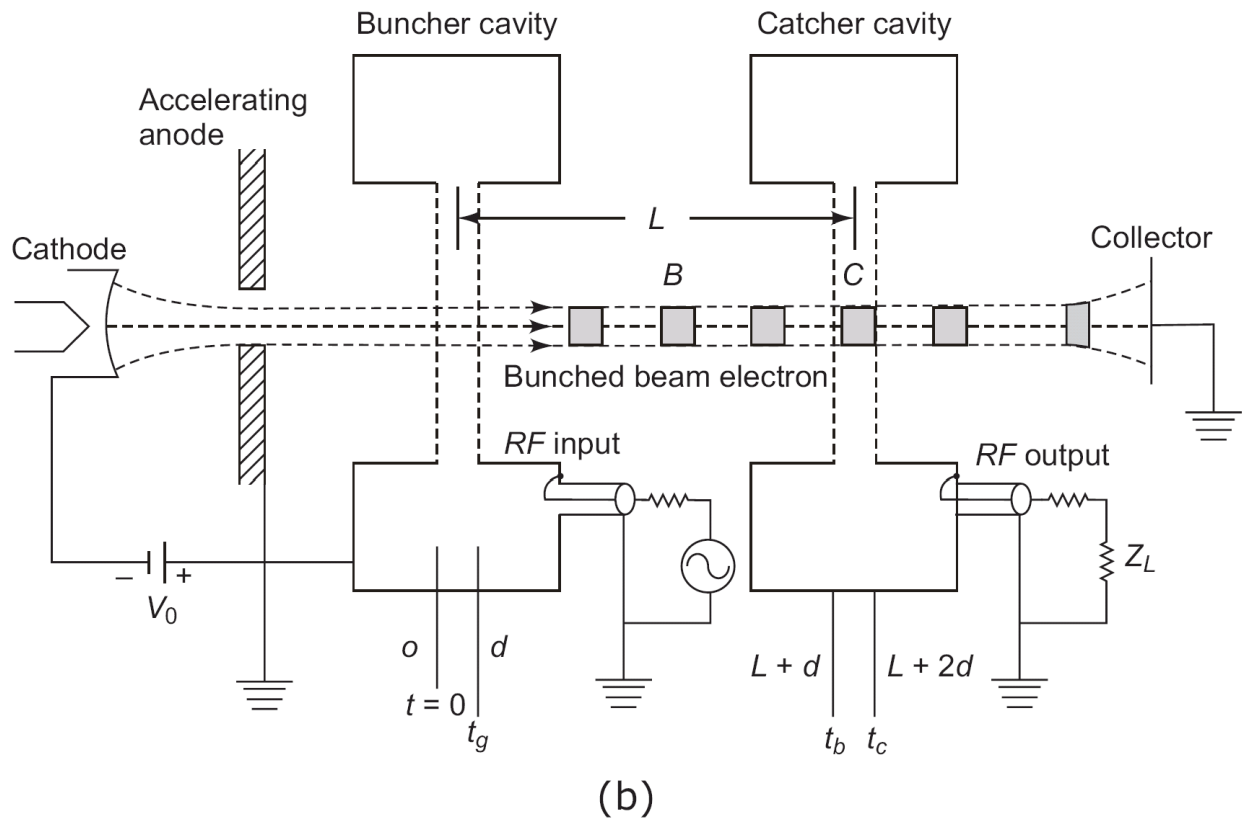 Buncher cavity
Catcher cavity
Accelerating
anode
L
Cathode
Collector
B
C
Bunched beam electron
RF input
RF output
– +
V₀
Z_L
o
d
L + d
L + 2d
t = 0
t_g
t_b
t_c
(b)